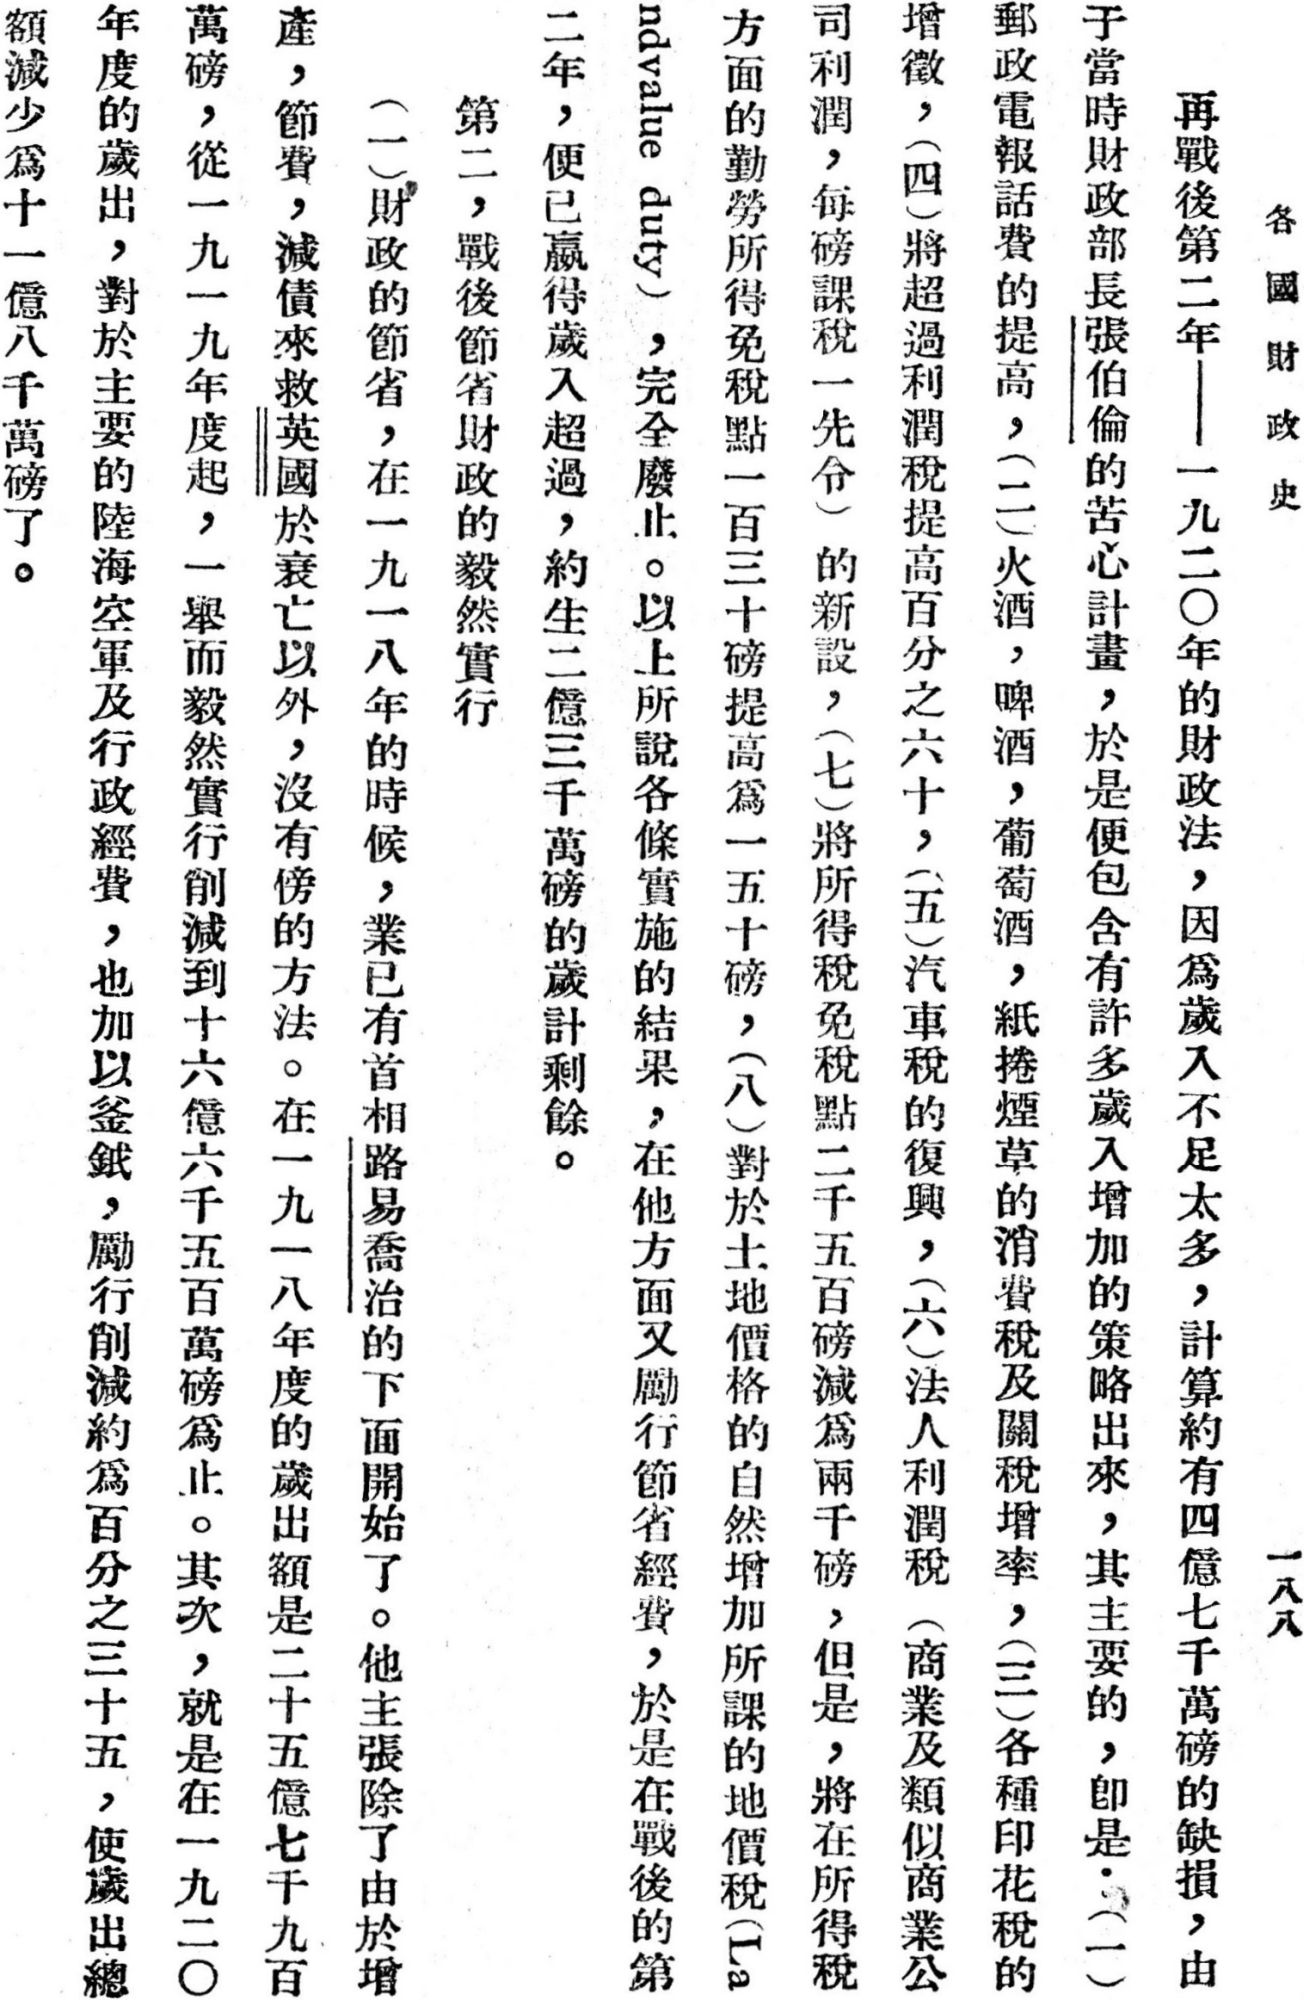 各國財政史
一八八
再戰後第二年——一九二〇年的財政法，因爲歲入不足太多，計算約有四億七千萬磅的缺損，由
于當時財政部長張伯倫的苦心計畫，於是便包含有許多歲入增加的策略出來，其主要的，卽是：（一）
郵政電報話費的提高，（二）火酒，啤酒，葡萄酒，紙捲煙草的消費稅及關稅增率，（三）各種印花稅的
增徵，（四）將超過利潤稅提高百分之六十，（五）汽車稅的復興，（六）法人利潤稅（商業及類似商業公
司利潤，每磅課稅一先令）的新設，（七）將所得稅免稅點二千五百磅減爲兩千磅，但是，將在所得稅
方面的勤勞所得免稅點一百三十磅提高爲一五十磅，（八）對於土地價格的自然增加所課的地價稅（La
ndvalue duty），完全廢止。以上所說各條實施的結果，在他方面又勵行節省經費，於是在戰後的第
二年，便已嬴得歲入超過，約生二億三千萬磅的歲計剩餘。
第二，戰後節省財政的毅然實行
（一）財政的節省，在一九一八年的時候，業已有首相路易喬治的下面開始了。他主張除了由於增
產，節費，減債來救英國於衰亡以外，沒有傍的方法。在一九一八年度的歲出額是二十五億七千九百
萬磅，從一九一九年度起，一舉而毅然實行削減到十六億六千五百萬磅爲止。其次，就是在一九二〇
年度的歲出，對於主要的陸海空軍及行政經費，也加以釜鉞，勵行削減約爲百分之三十五，使歲出總
額減少爲十一億八千萬磅了。